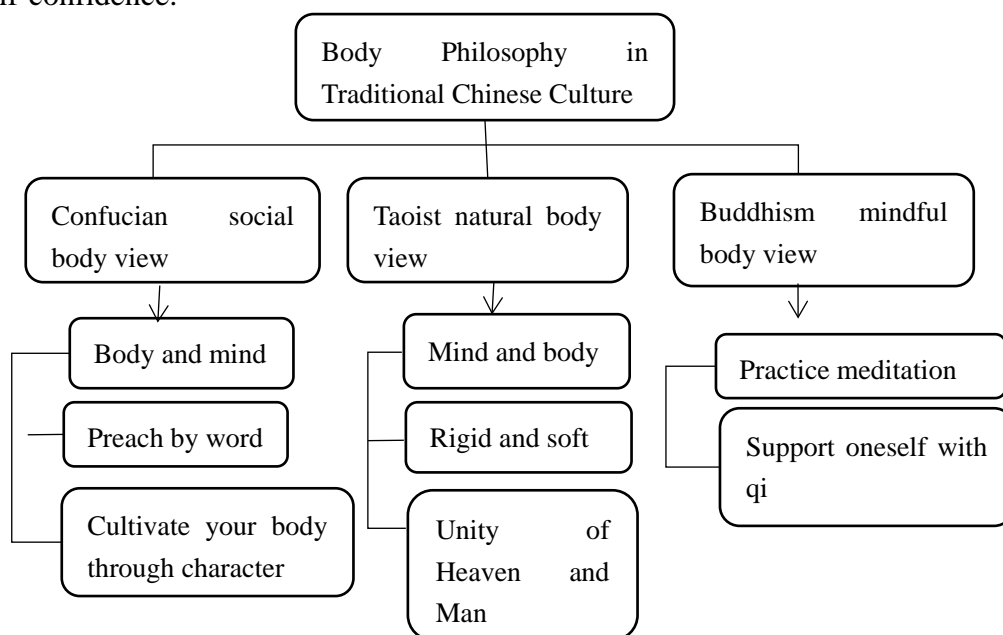 confidence.
Body Philosophy in
Traditional Chinese Culture
Confucian social
body view
Taoist natural body
view
Buddhism mindful
body view
Body and mind
Preach by word
Cultivate your body
through character
Mind and body
Rigid and soft
Unity of
Heaven and
Man
Practice meditation
Support oneself with
qi